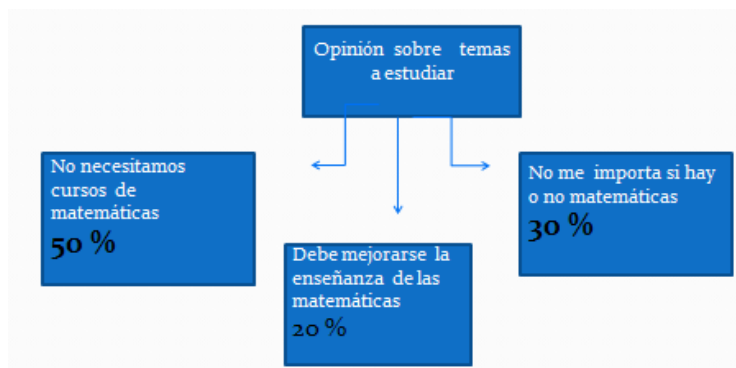 Opinión sobre temas
a estudiar
No necesitamos
cursos de
matemáticas
50 %
Debe mejorarse la
enseñanza de las
matemáticas
20 %
No me importa si hay
o no matemáticas
30 %